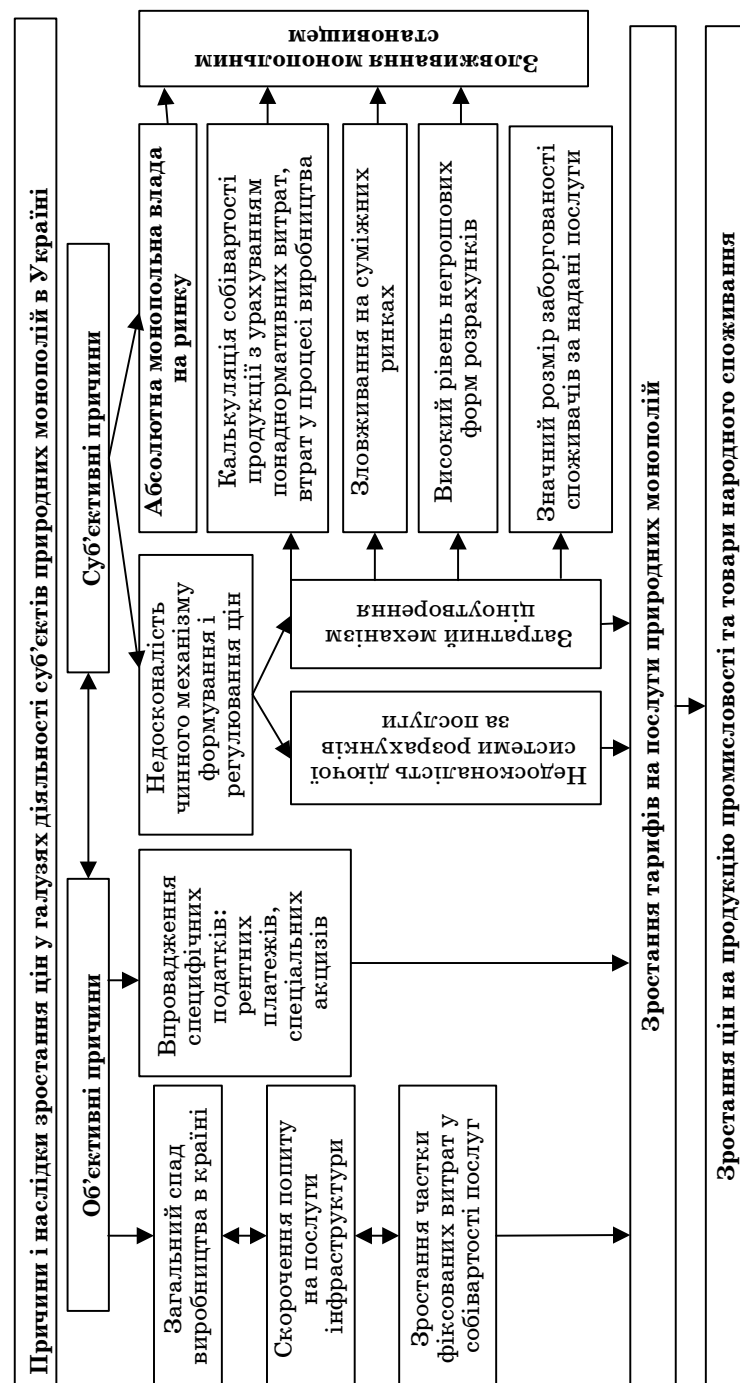 Причини і наслідки зростання цін у галузях діяльності суб’єктів природних монополій в Україні
Об’єктивні причини
Суб’єктивні причини
Загальний спад
виробництва в країні
Скорочення попиту
на послуги
інфраструктури
Зростання частки
фіксованих витрат у
собівартості послуг
Впровадження
специфічних
податків:
рентних
платежів,
спеціальних
акцизів
Недосконалість
чинного механізму
формування і
регулювання цін
Недосконалість діючої
системи розрахунків
за послуги
Затратний механізм
ціноутворення
Абсолютна монопольна влада
на ринку
Калькуляція собівартості
продукції з урахуванням
понаднормативних витрат,
втрат у процесі виробництва
Зловживання на суміжних
ринках
Високий рівень негрошових
форм розрахунків
Значний розмір заборгованості
споживачів за надані послуги
Зловживання монопольним
становищем
Зростання тарифів на послуги природних монополій
Зростання цін на продукцію промисловості та товари народного споживання